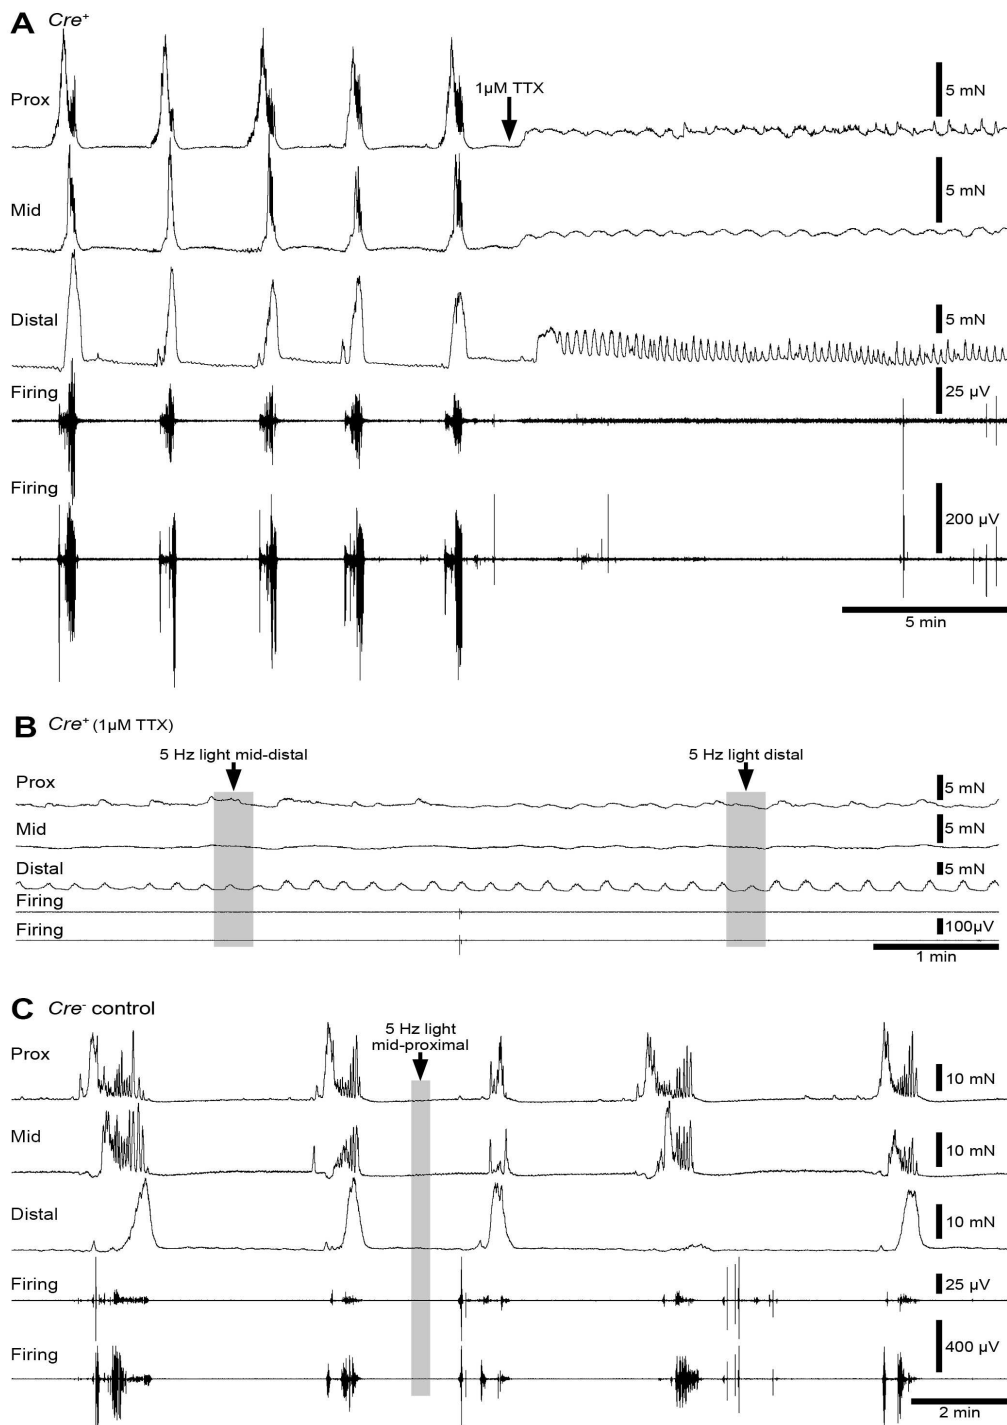 A Cre⁺
1µM TTX
Prox
5 mN
Mid
5 mN
Distal
5 mN
Firing
25 µV
Firing
200 µV
5 min
B Cre⁺ (1µM TTX)
5 Hz light mid-distal
5 Hz light distal
Prox
5 mN
Mid
5 mN
Distal
5 mN
Firing
Firing
100µV
1 min
C Cre⁻ control
5 Hz light
mid-proximal
Prox
10 mN
Mid
10 mN
Distal
10 mN
Firing
25 µV
Firing
400 µV
2 min